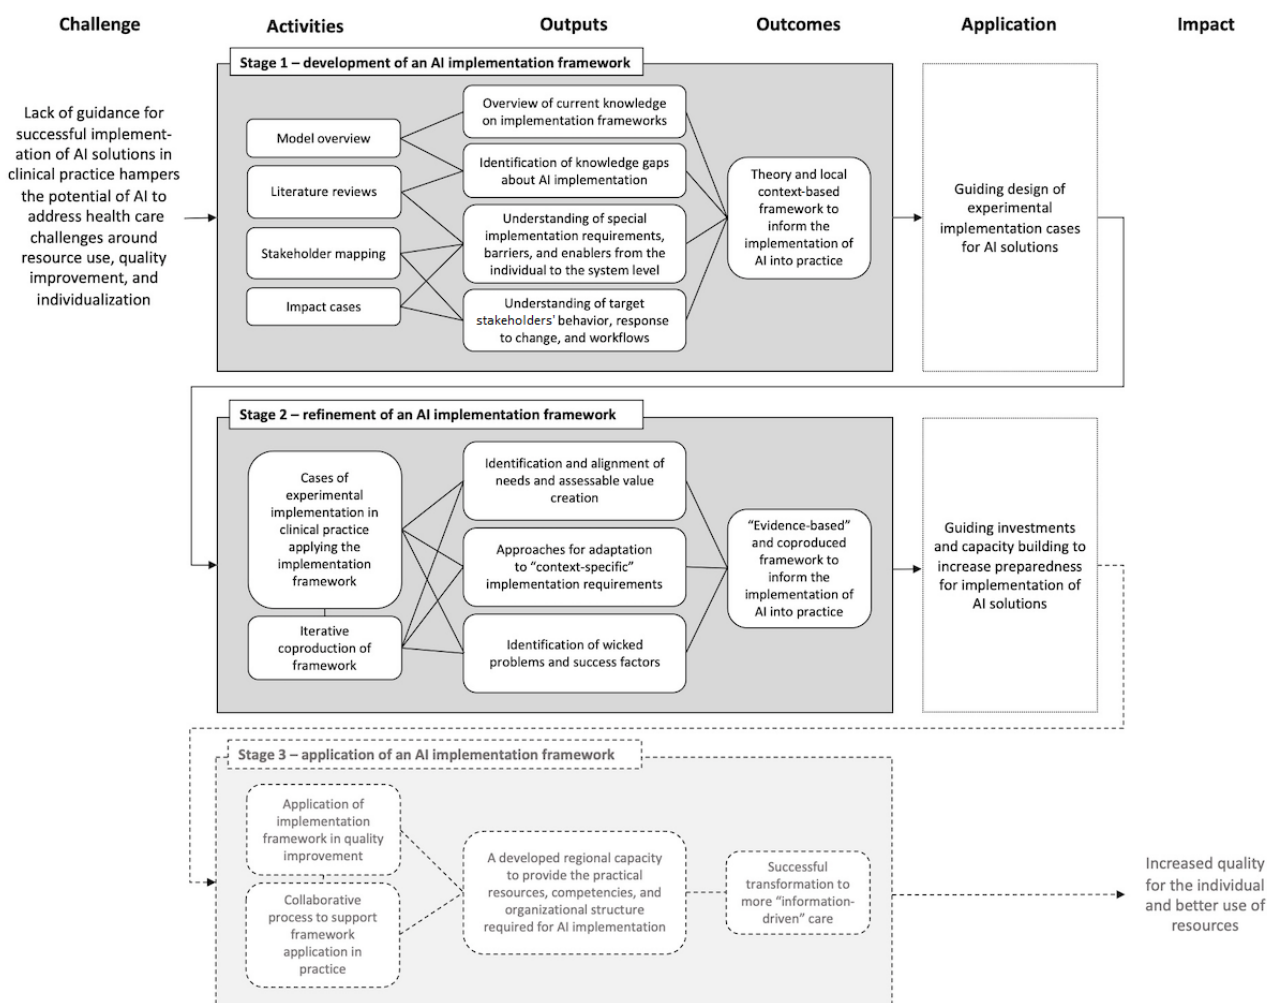 Challenge
Activities
Outputs
Outcomes
Application
Impact
Lack of guidance for
successful implement-
ation of AI solutions in
clinical practice hampers
the potential of AI to
address health care
challenges around
resource use, quality
improvement, and
individualization
Stage 1 – development of an AI implementation framework
Model overview
Literature reviews
Stakeholder mapping
Impact cases
Overview of current knowledge
on implementation frameworks
Identification of knowledge gaps
about AI implementation
Understanding of special
implementation requirements,
barriers, and enablers from the
individual to the system level
Understanding of target
stakeholders' behavior, response
to change, and workflows
Theory and local
context-based
framework to
inform the
implementation of
AI into practice
Guiding design of
experimental
implementation cases
for AI solutions
Stage 2 – refinement of an AI implementation framework
Cases of
experimental
implementation in
clinical practice
applying the
implementation
framework
Iterative
coproduction of
framework
Identification and alignment of
needs and assessable value
creation
Approaches for adaptation
to “context-specific”
implementation requirements
Identification of wicked
problems and success factors
“Evidence-based”
and coproduced
framework to
inform the
implementation of
AI into practice
Guiding investments
and capacity building to
increase preparedness
for implementation of
AI solutions
Stage 3 – application of an AI implementation framework
Application of
implementation
framework in quality
improvement
Collaborative
process to support
framework
application in
practice
A developed regional capacity
to provide the practical
resources, competencies, and
organizational structure
required for AI implementation
Successful
transformation to
more “information-
driven” care
Increased quality
for the individual
and better use of
resources